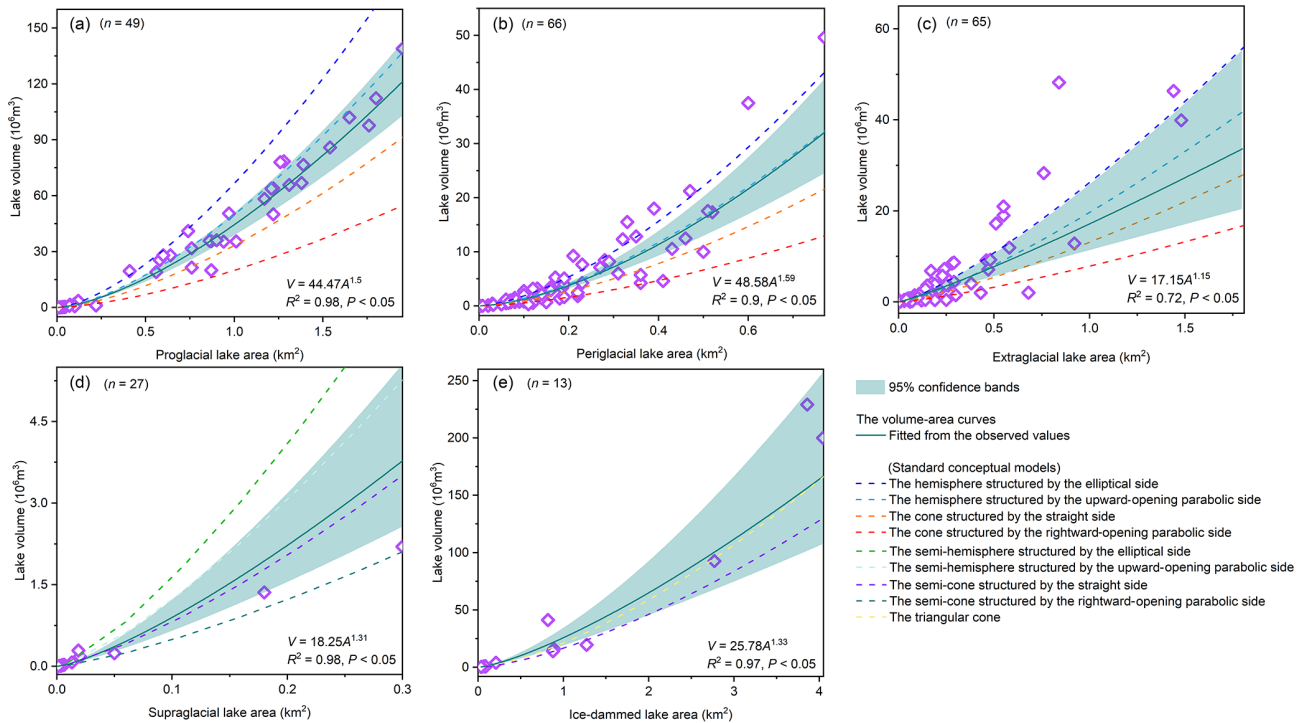 (a) (n = 49)
150
120
90
60
30
0
Lake volume (10⁶m³)
0.0 0.5 1.0 1.5
Proglacial lake area (km²)
V = 44.47A^1.5
R² = 0.98, P < 0.05
(b) (n = 66)
50
40
30
20
10
0
Lake volume (10⁶m³)
0.0 0.2 0.4 0.6
Periglacial lake area (km²)
V = 48.58A^1.59
R² = 0.9, P < 0.05
(c) (n = 65)
60
40
20
0
Lake volume (10⁶m³)
0.0 0.5 1.0 1.5
Extraglacial lake area (km²)
V = 17.15A^1.15
R² = 0.72, P < 0.05
(d) (n = 27)
4.5
3.0
1.5
0.0
Lake volume (10⁶m³)
0.0 0.1 0.2 0.3
Supraglacial lake area (km²)
V = 18.25A^1.31
R² = 0.98, P < 0.05
(e) (n = 13)
250
200
150
100
50
0
Lake volume (10⁶m³)
0 1 2 3 4
Ice-dammed lake area (km²)
V = 25.78A^1.33
R² = 0.97, P < 0.05
95% confidence bands
The volume-area curves
Fitted from the observed values
(Standard conceptual models)
The hemisphere structured by the elliptical side
The hemisphere structured by the upward-opening parabolic side
The cone structured by the straight side
The cone structured by the rightward-opening parabolic side
The semi-hemisphere structured by the elliptical side
The semi-hemisphere structured by the upward-opening parabolic side
The semi-cone structured by the straight side
The semi-cone structured by the rightward-opening parabolic side
The triangular cone